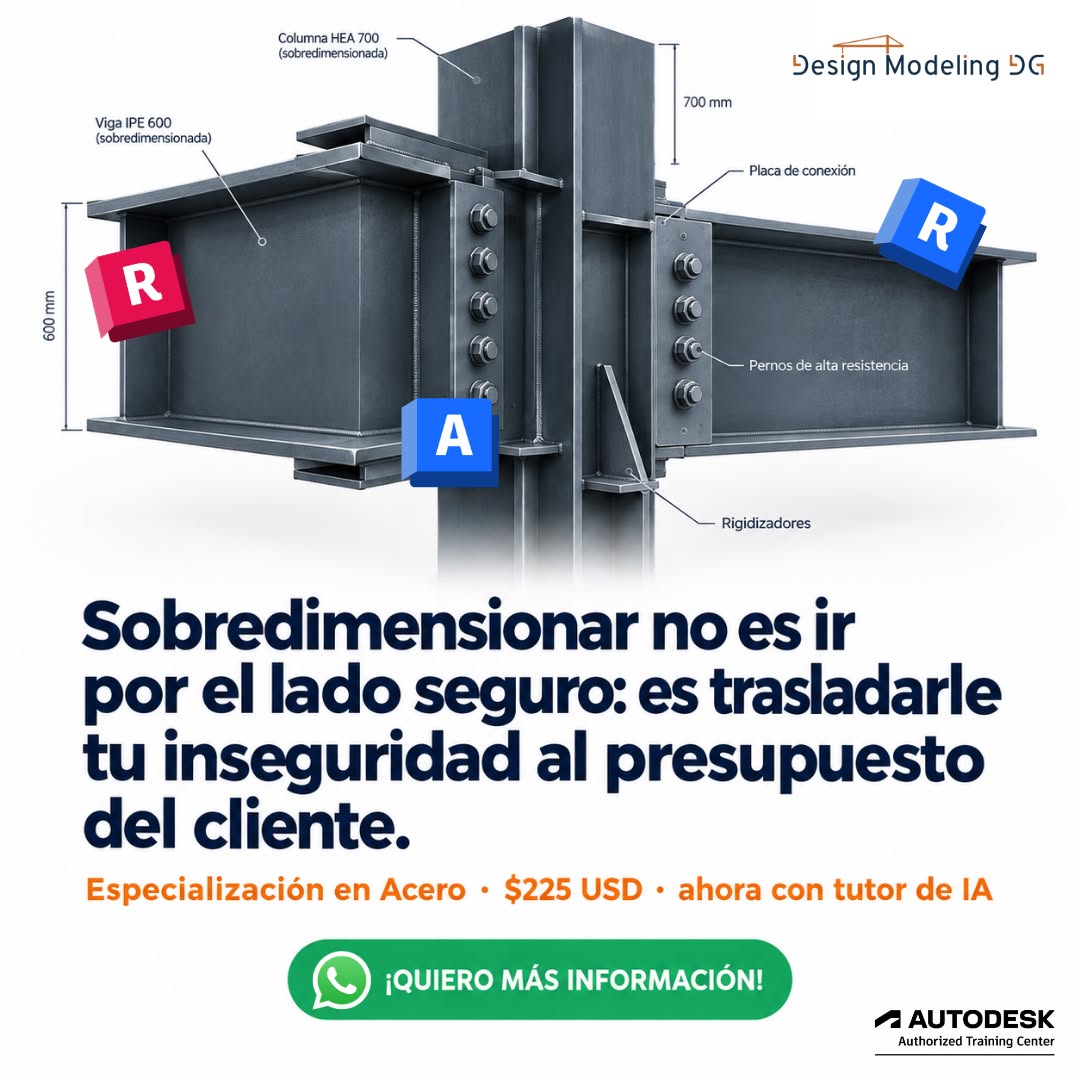 Columna HEA 700
(sobredimensionada)
Design Modeling DG
700 mm
Viga IPE 600
(sobredimensionada)
Placa de conexión
R
R
600 mm
Pernos de alta resistencia
A
Rigidizadores
Sobredimensionar no es ir
por el lado seguro: es trasladarle
tu inseguridad al presupuesto
del cliente.
Especialización en Acero · $225 USD · ahora con tutor de IA
¡QUIERO MÁS INFORMACIÓN!
AUTODESK
Authorized Training Center